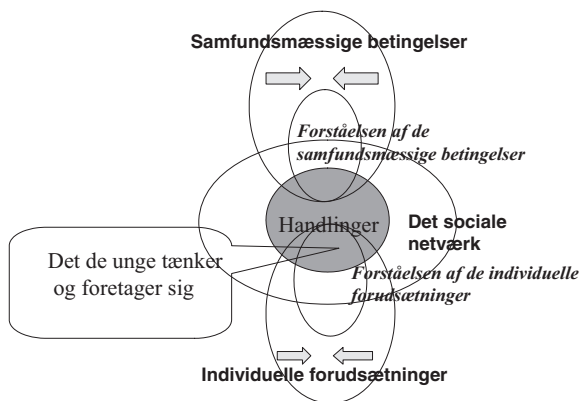 Samfundsmæssige betingelser
Forståelsen af de
samfundsmæssige betingelser
Handlinger
Det sociale
netværk
Det de unge tænker
og foretager sig
Forståelsen af de individuelle
forudsætninger
Individuelle forudsætninger